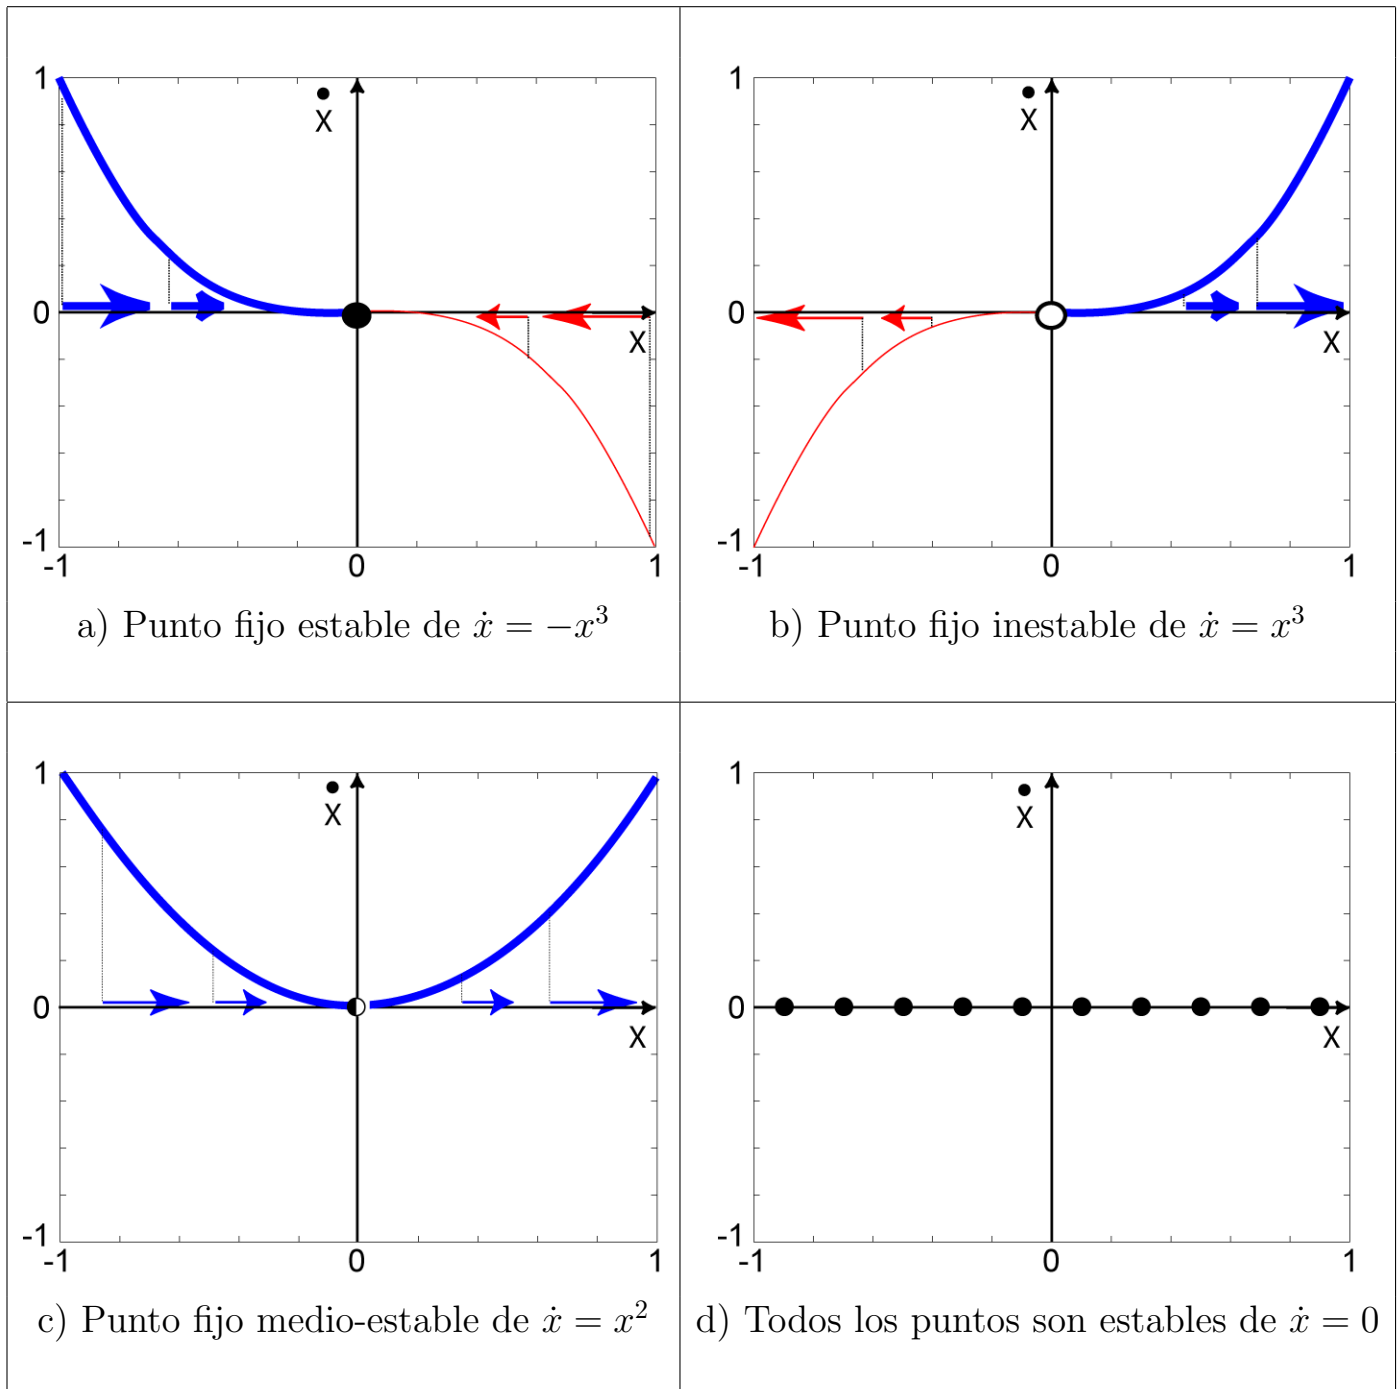 1
ẋ
0
x
-1
-1
0
1
a) Punto fijo estable de ẋ = −x³
1
ẋ
0
x
-1
-1
0
1
b) Punto fijo inestable de ẋ = x³
1
ẋ
0
x
-1
-1
0
1
c) Punto fijo medio-estable de ẋ = x²
1
ẋ
0
x
-1
-1
0
1
d) Todos los puntos son estables de ẋ = 0